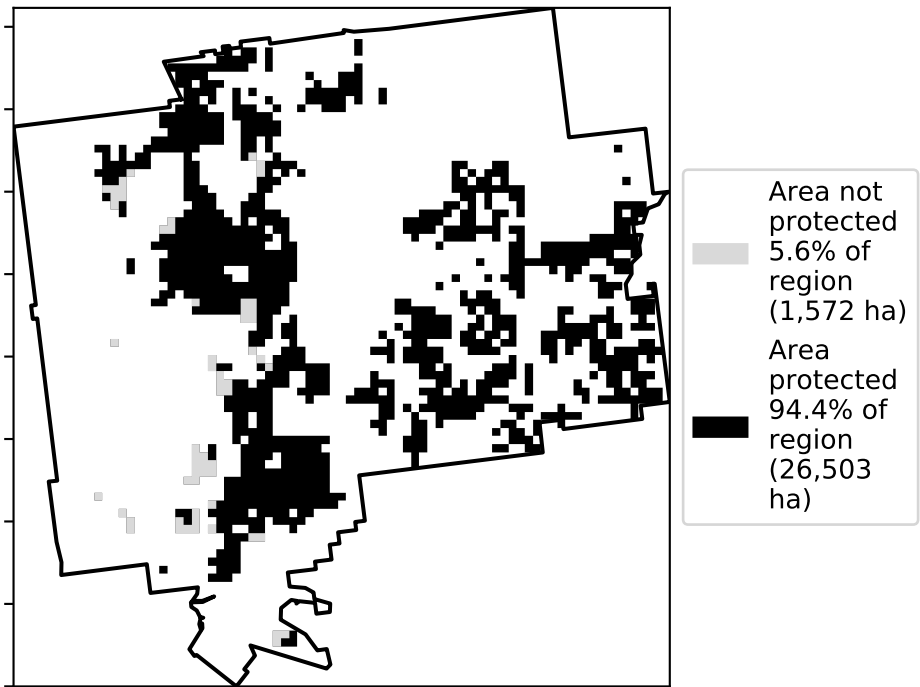 Area not
protected
5.6% of
region
(1,572 ha)
Area
protected
94.4% of
region
(26,503
ha)